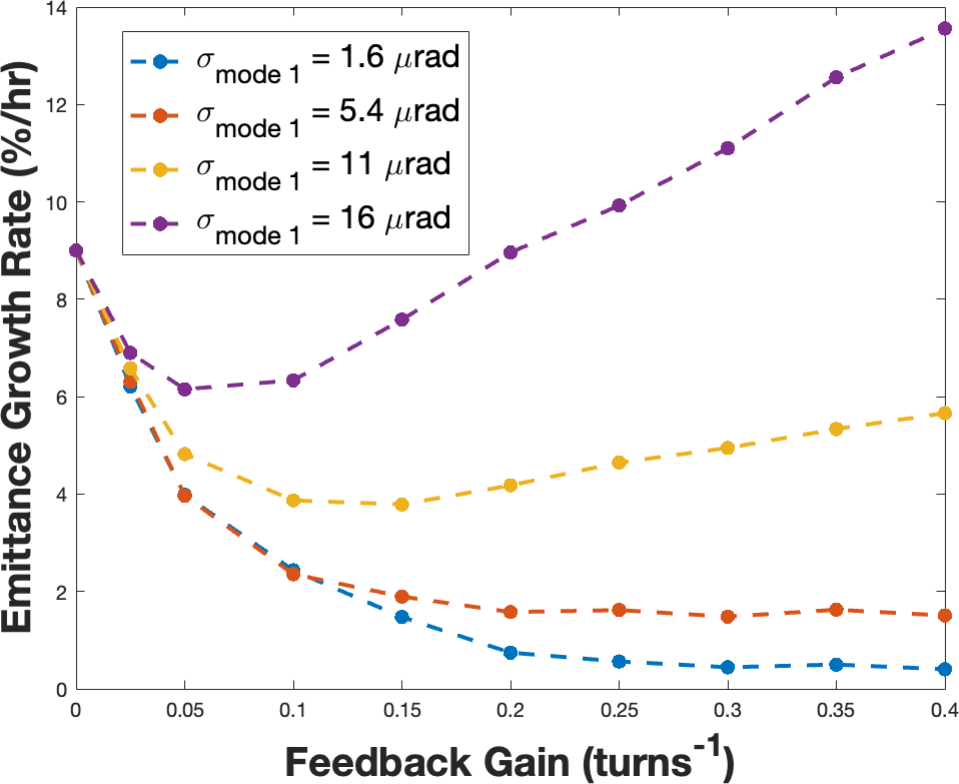 14
12
10
8
6
4
2
0
Emittance Growth Rate (%/hr)
σmode 1 = 1.6 μrad
σmode 1 = 5.4 μrad
σmode 1 = 11 μrad
σmode 1 = 16 μrad
0 0.05 0.1 0.15 0.2 0.25 0.3 0.35 0.4
Feedback Gain (turns-1)